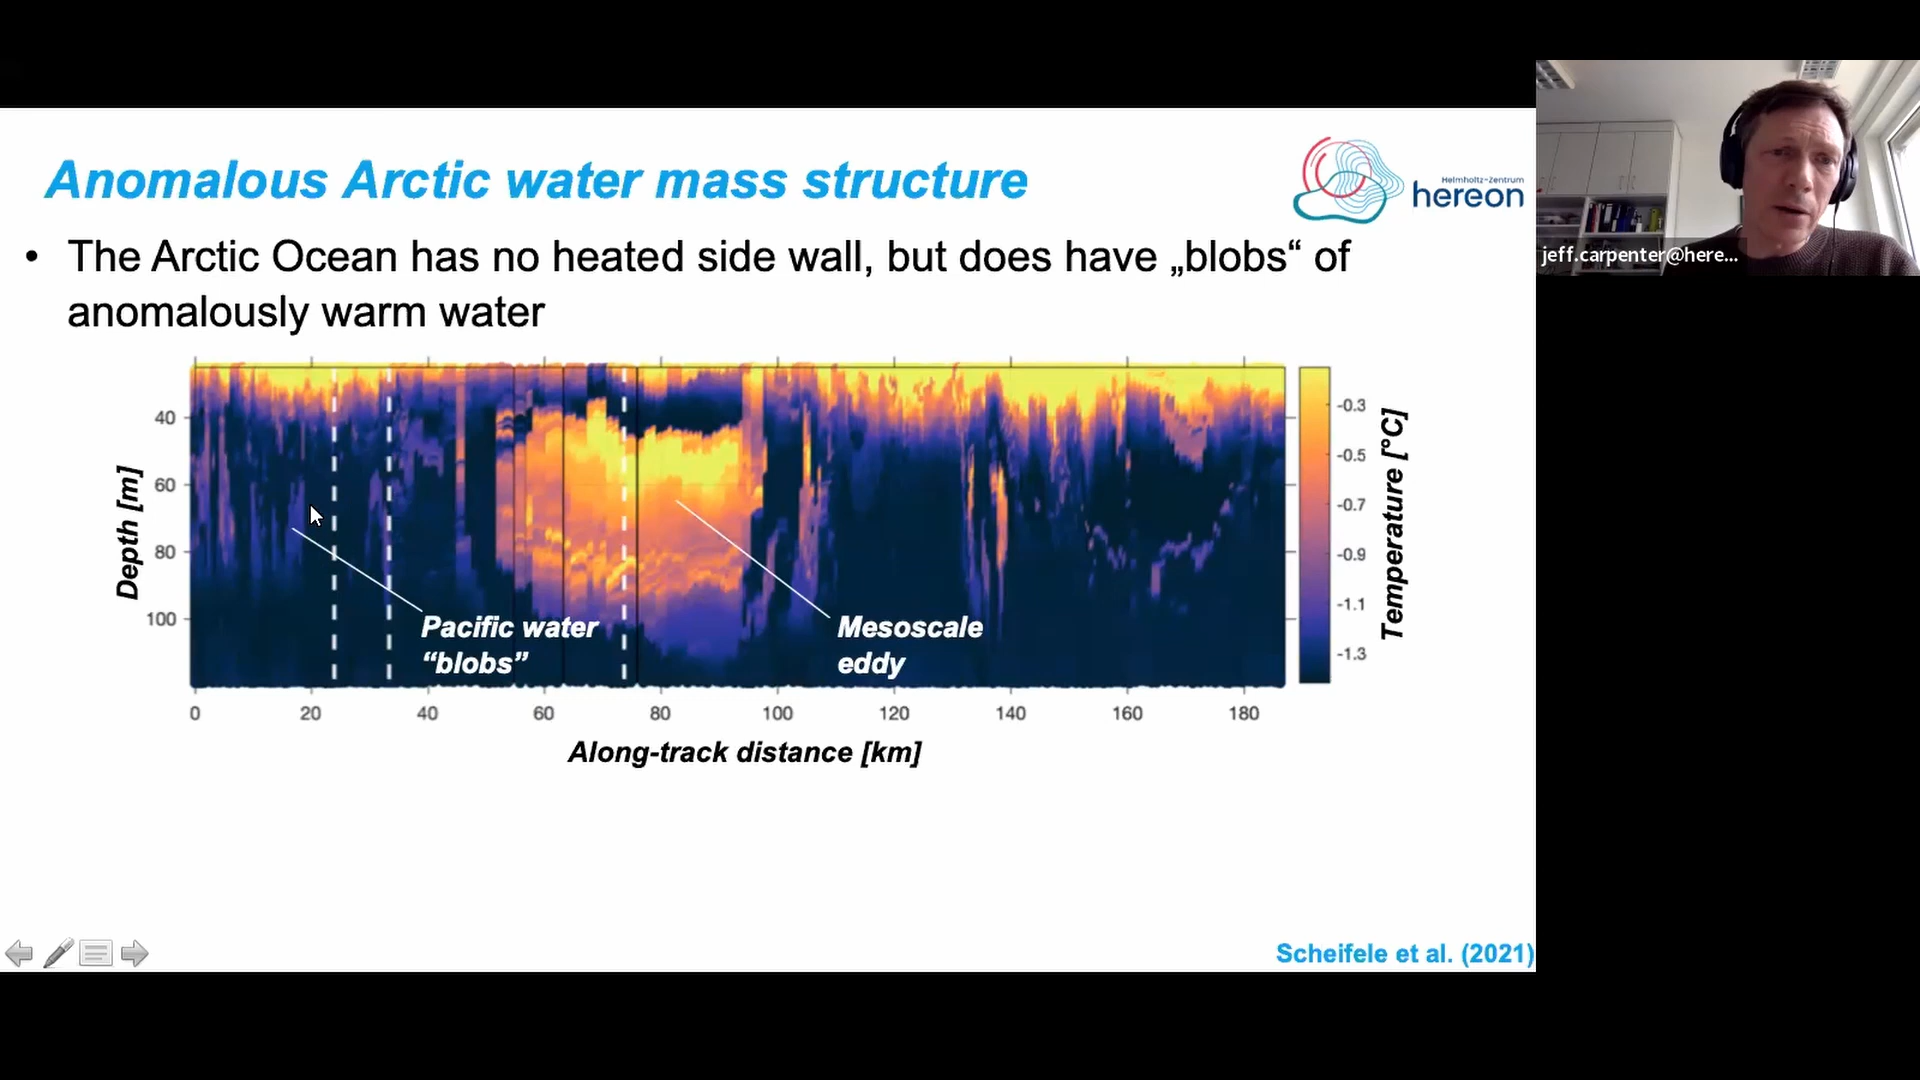 Anomalous Arctic water mass structure
Helmholtz-Zentrum
hereon
• The Arctic Ocean has no heated side wall, but does have „blobs“ of
anomalously warm water
40
60
80
100
Depth [m]
Pacific water
“blobs”
Mesoscale
eddy
0 20 40 60 80 100 120 140 160 180
Along-track distance [km]
-0.3
-0.5
-0.7
-0.9
-1.1
-1.3
Temperature [°C]
Scheifele et al. (2021)
jeff.carpenter@here...